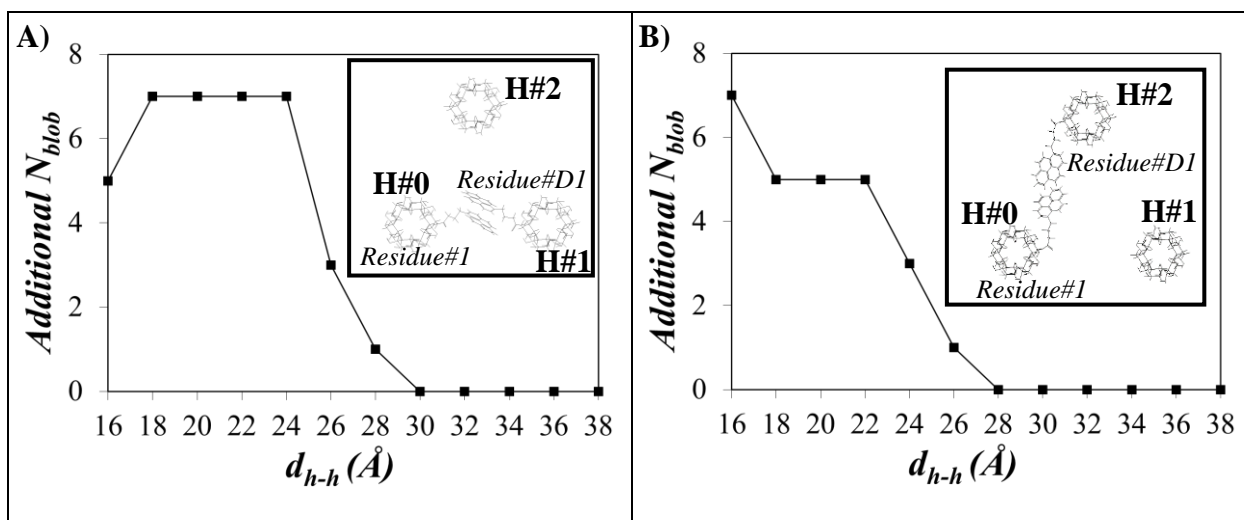 A)
Additional N_blob
8
6
4
2
0
16 18 20 22 24 26 28 30 32 34 36 38
d_h-h (Å)
H#2
H#0
Residue#D1
Residue#1
H#1
B)
Additional N_blob
8
6
4
2
0
16 18 20 22 24 26 28 30 32 34 36 38
d_h-h (Å)
H#2
Residue#D1
H#0
H#1
Residue#1